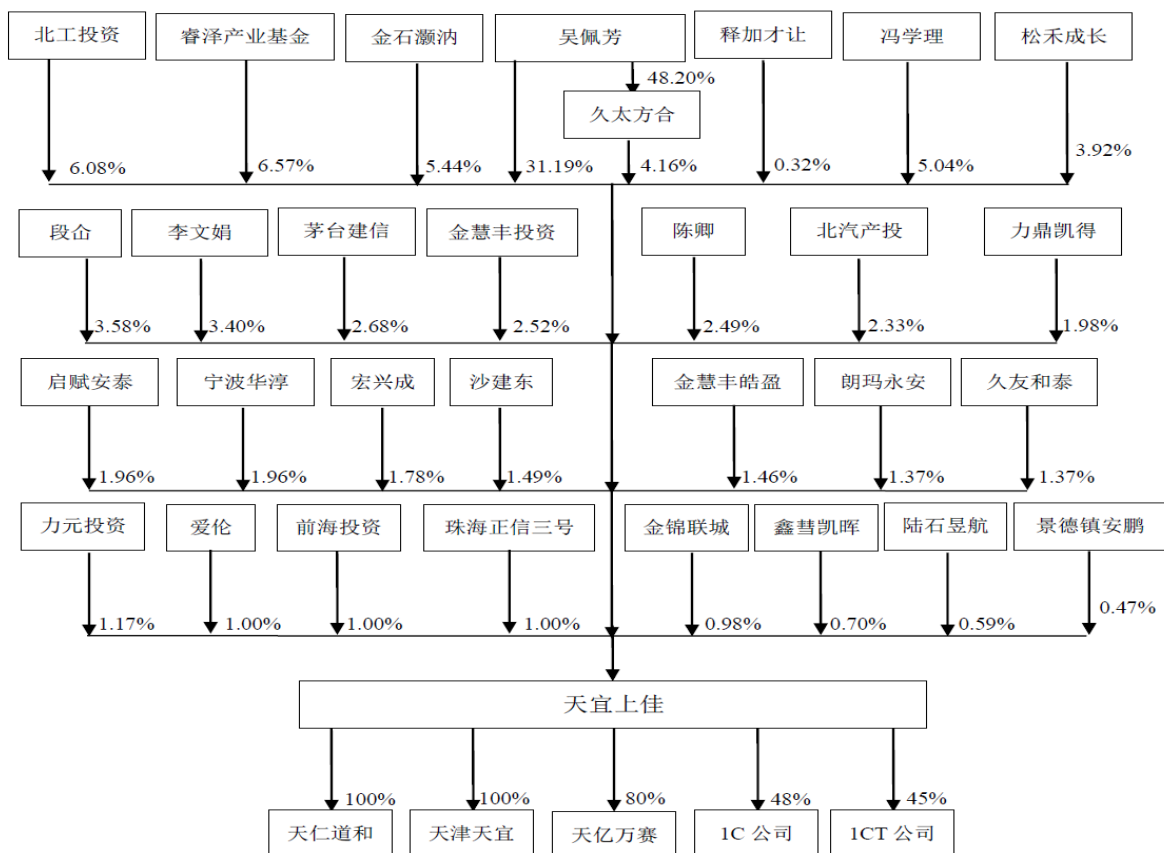 北工投资
睿泽产业基金
金石灏汭
吴佩芳
释加才让
冯学理
松禾成长
48.20%
久太方合
6.08%
6.57%
5.44%
31.19%
4.16%
0.32%
5.04%
3.92%
段仚
李文娟
茅台建信
金慧丰投资
陈卿
北汽产投
力鼎凯得
3.58%
3.40%
2.68%
2.52%
2.49%
2.33%
1.98%
启赋安泰
宁波华淳
宏兴成
沙建东
金慧丰皓盈
朗玛永安
久友和泰
1.96%
1.96%
1.78%
1.49%
1.46%
1.37%
1.37%
力元投资
爱伦
前海投资
珠海正信三号
金锦联城
鑫彗凯晖
陆石昱航
景德镇安鹏
1.17%
1.00%
1.00%
1.00%
0.98%
0.70%
0.59%
0.47%
天宜上佳
100%
100%
80%
48%
45%
天仁道和
天津天宜
天亿万赛
1C 公司
1CT 公司